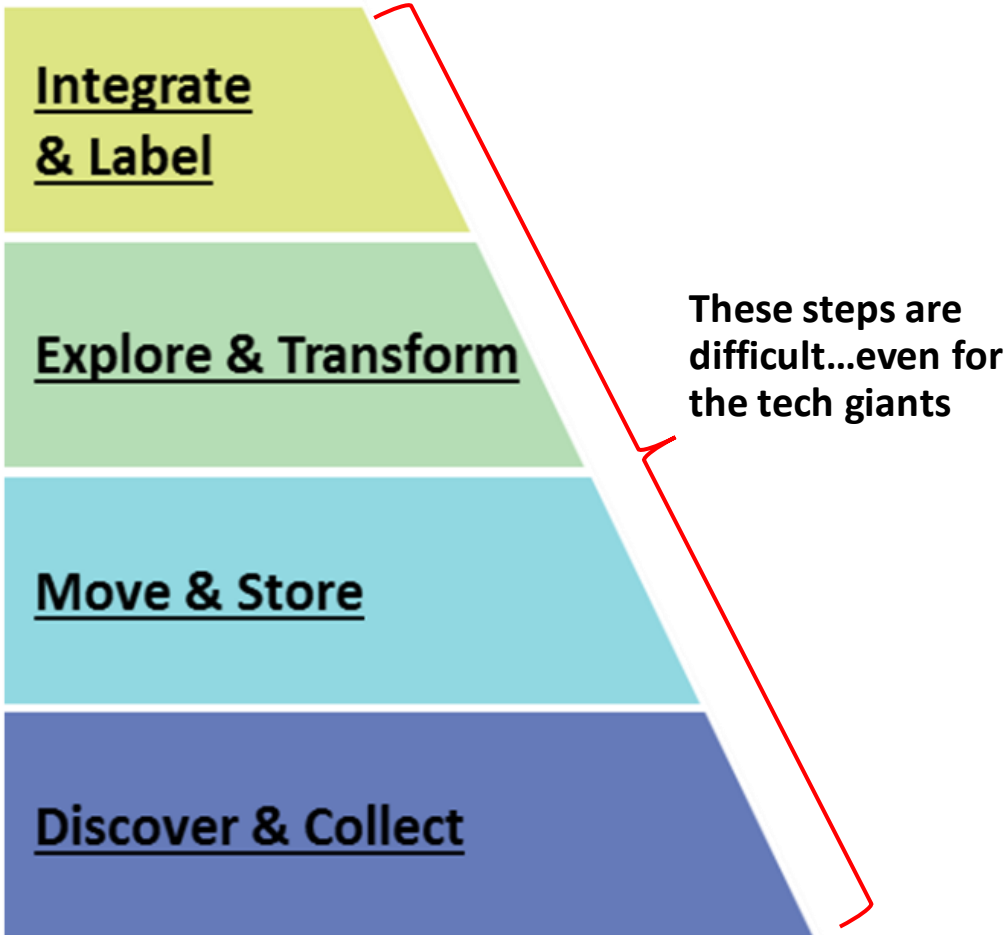 Integrate
& Label
Explore & Transform
These steps are
difficult...even for
the tech giants
Move & Store
Discover & Collect